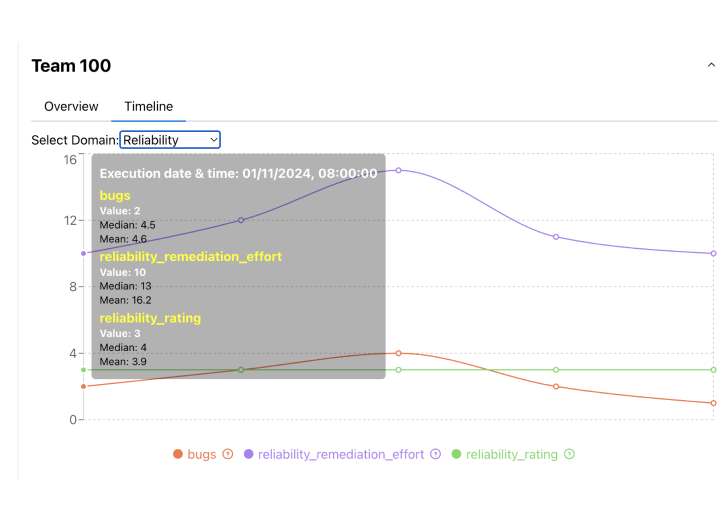 Team 100
Overview Timeline
Select Domain: Reliability
16
12
8
4
0
Execution date & time: 01/11/2024, 08:00:00
bugs
Value: 2
Median: 4.5
Mean: 4.6
reliability_remediation_effort
Value: 10
Median: 13
Mean: 16.2
reliability_rating
Value: 3
Median: 4
Mean: 3.9
bugs ? reliability_remediation_effort ? reliability_rating ?